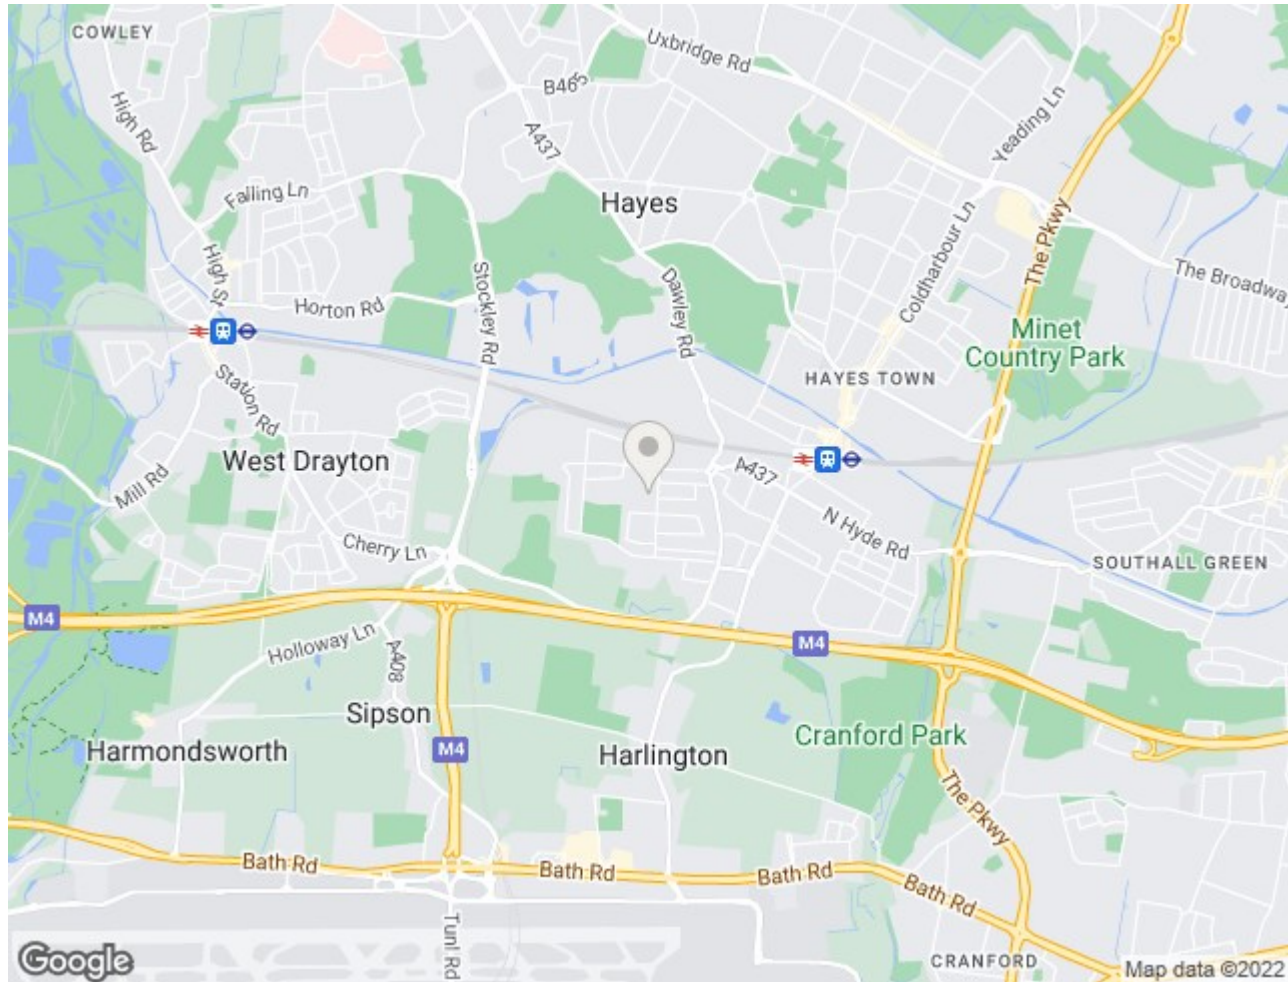 COWLEY
Uxbridge Rd
B465
High Rd
A437
Yeading Ln
Falling Ln
Hayes
The Pkwy
Coldharbour Ln
High St
Stockley Rd
Dawley Rd
The Broadway
Horton Rd
Minet
Country Park
HAYES TOWN
Station Rd
West Drayton
A437
Mill Rd
N Hyde Rd
Cherry Ln
SOUTHALL GREEN
M4
Holloway Ln
M4
A408
Sipson
Cranford Park
Harmondsworth
M4
Harlington
The Pkwy
Bath Rd
Bath Rd
Bath Rd
Bath Rd
Tunl Rd
CRANFORD
Google
Map data ©2022